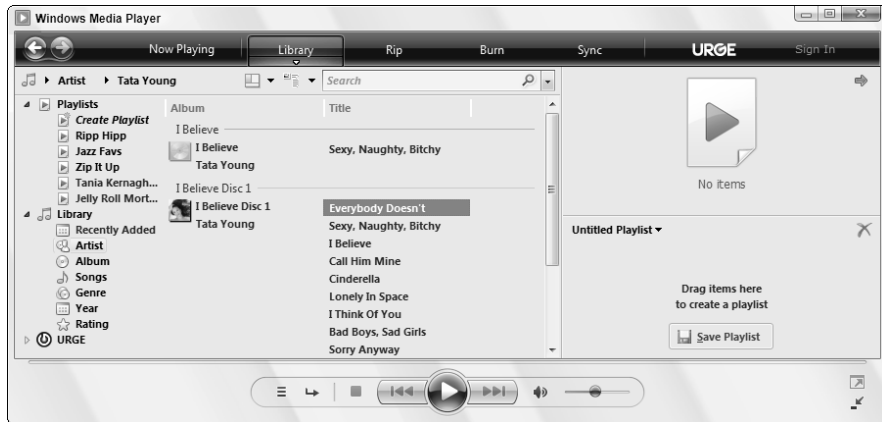 Windows Media Player
Now Playing
Library
Rip
Burn
Sync
URGE
Sign In
Artist
Tata Young
Search
Playlists
Create Playlist
Ripp Hipp
Jazz Favs
Zip It Up
Tania Kernagh...
Jelly Roll Mort...
Library
Recently Added
Artist
Album
Songs
Genre
Year
Rating
URGE
Album
Title
I Believe
I Believe
Sexy, Naughty, Bitchy
Tata Young
I Believe Disc 1
I Believe Disc 1
Everybody Doesn't
Tata Young
Sexy, Naughty, Bitchy
I Believe
Call Him Mine
Cinderella
Lonely In Space
I Think Of You
Bad Boys, Sad Girls
Sorry Anyway
No items
Untitled Playlist
Drag items here
to create a playlist
Save Playlist